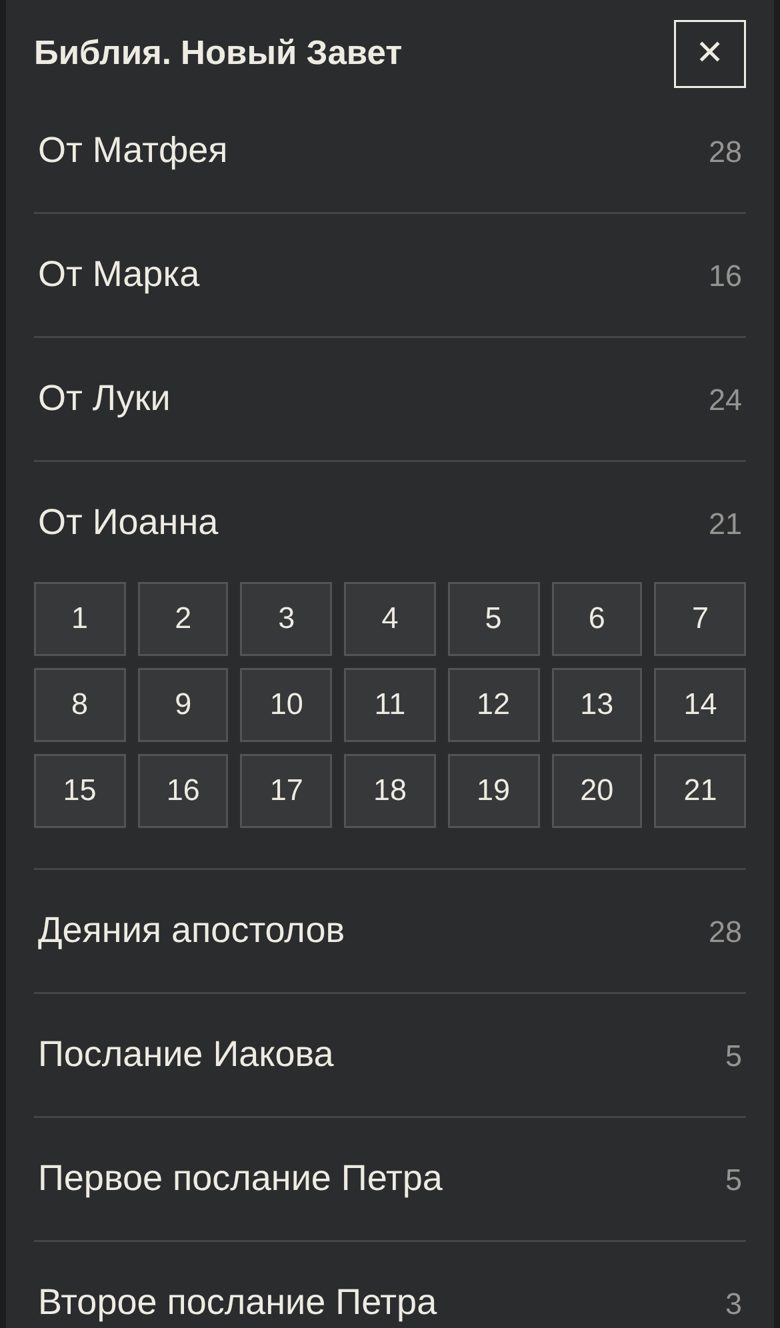 Библия. Новый Завет ✕
От Матфея 28
От Марка 16
От Луки 24
От Иоанна 21
1 2 3 4 5 6 7
8 9 10 11 12 13 14
15 16 17 18 19 20 21
Деяния апостолов 28
Послание Иакова 5
Первое послание Петра 5
Второе послание Петра 3